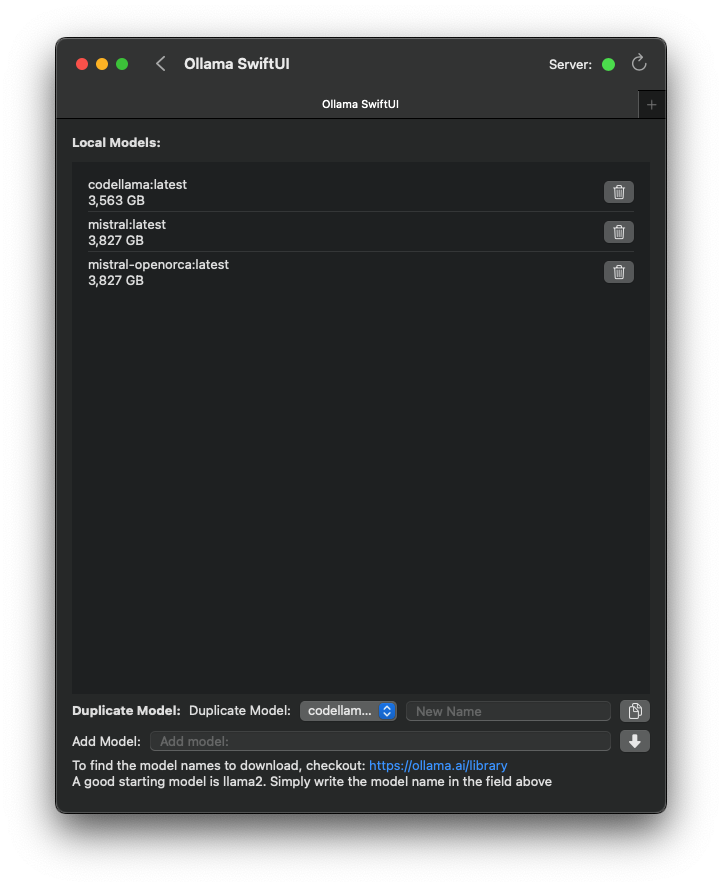 Ollama SwiftUI
Server:
Ollama SwiftUI
Local Models:
codellama:latest
3,563 GB
mistral:latest
3,827 GB
mistral-openorca:latest
3,827 GB
Duplicate Model: Duplicate Model: codellam... New Name
Add Model: Add model:
To find the model names to download, checkout: https://ollama.ai/library
A good starting model is llama2. Simply write the model name in the field above